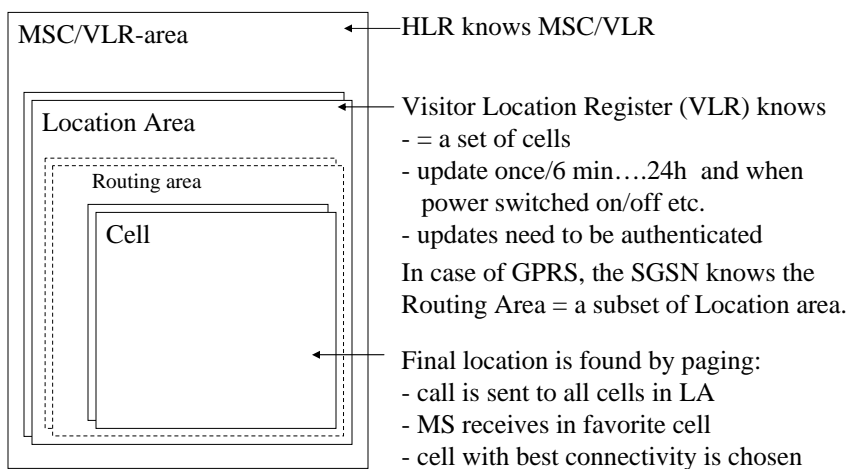 MSC/VLR-area
HLR knows MSC/VLR
Location Area
Visitor Location Register (VLR) knows
- = a set of cells
- update once/6 min….24h and when
power switched on/off etc.
- updates need to be authenticated
Routing area
In case of GPRS, the SGSN knows the
Routing Area = a subset of Location area.
Cell
Final location is found by paging:
- call is sent to all cells in LA
- MS receives in favorite cell
- cell with best connectivity is chosen